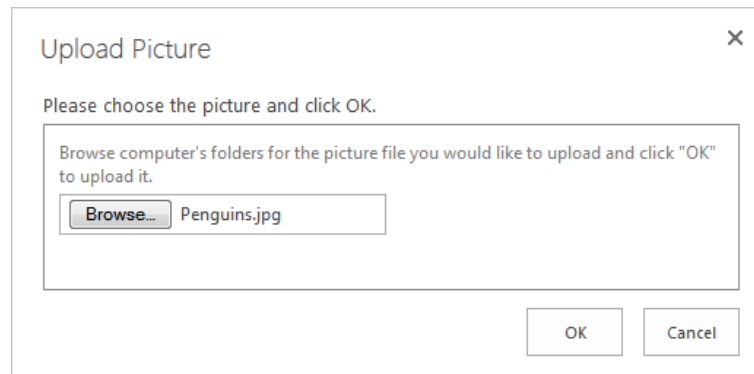 Upload Picture
Please choose the picture and click OK.
Browse computer's folders for the picture file you would like to upload and click "OK"
to upload it.
Browse... Penguins.jpg
OK Cancel